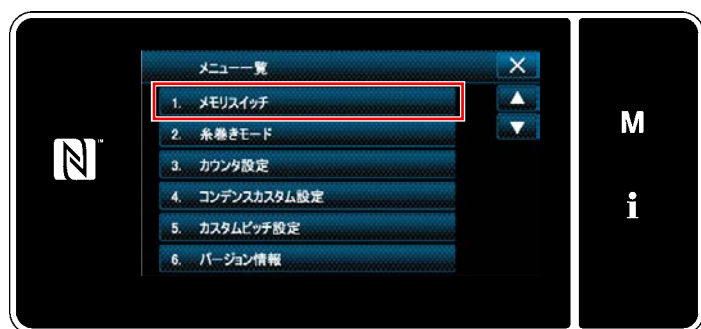 メニュー一覧
1. メモリスイッチ
2. 糸巻きモード
3. カウンタ設定
4. コンデンスカスタム設定
5. カスタムピッチ設定
6. バージョン情報
N™
M
i